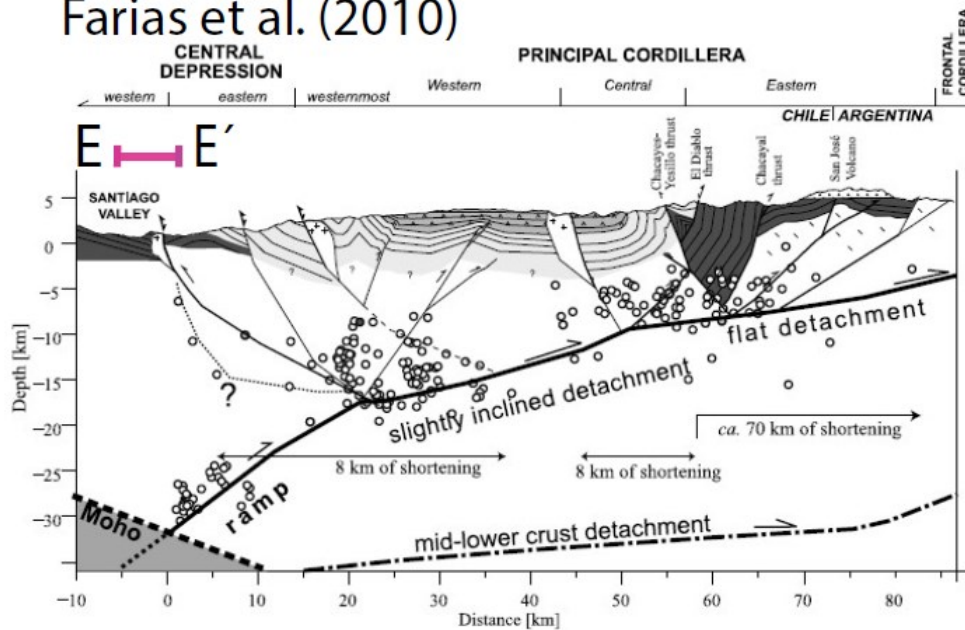 Farias et al. (2010)
CENTRAL
DEPRESSION
PRINCIPAL CORDILLERA
FRONTAL
CORDILLERA
western
eastern
westernmost
Western
Central
Eastern
CHILE ARGENTINA
E E´
SANTIAGO
VALLEY
Chacayes-
Yesillo thrust
El Diablo
thrust
Chacayal
thrust
San José
Volcano
Depth [km]
5
0
−5
−10
−15
−20
−25
−30
? ? ? ?
?
flat detachment
slightly inclined detachment
ca. 70 km of shortening
8 km of shortening
8 km of shortening
ramp
Moho
mid-lower crust detachment
−10 0 10 20 30 40 50 60 70 80
Distance [km]